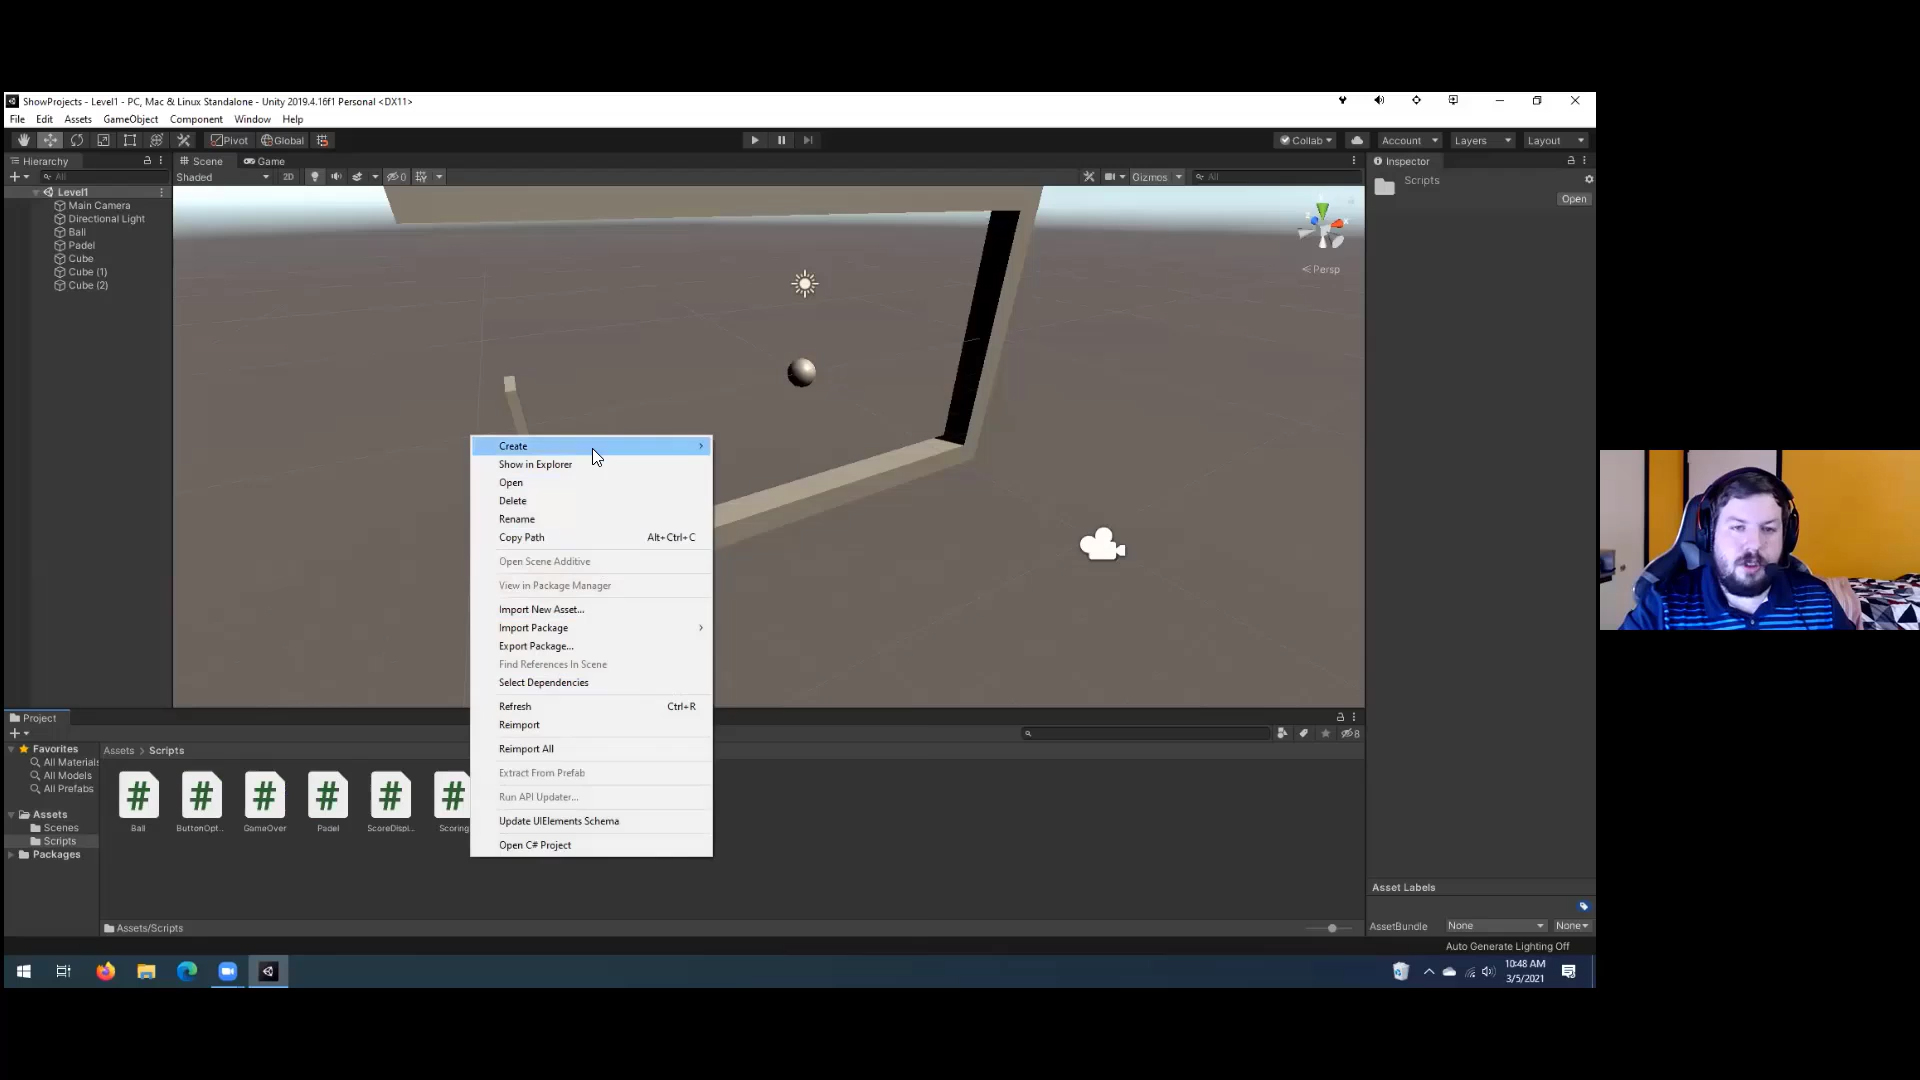 ShowProjects - Level1 - PC, Mac & Linux Standalone - Unity 2019.4.16f1 Personal <DX11>
File Edit Assets GameObject Component Window Help
Pivot Global Collab Account Layers Layout
Hierarchy
All
Level1
Main Camera
Directional Light
Ball
Padel
Cube
Cube (1)
Cube (2)
Scene Game
Shaded 2D 0 Gizmos All
Persp
Inspector
Scripts
Open
Create
Show in Explorer
Open
Delete
Rename
Copy Path Alt+Ctrl+C
Open Scene Additive
View in Package Manager
Import New Asset...
Import Package
Export Package...
Find References In Scene
Select Dependencies
Refresh Ctrl+R
Reimport
Reimport All
Extract From Prefab
Run API Updater...
Update UIElements Schema
Open C# Project
Project
8
Favorites
All Materials
All Models
All Prefabs
Assets
Scenes
Scripts
Packages
Assets > Scripts
# # # # # #
Ball ButtonOpt... GameOver Padel ScoreDispl... Scoring
Assets/Scripts
Asset Labels
AssetBundle None None
Auto Generate Lighting Off
10:48 AM
3/5/2021